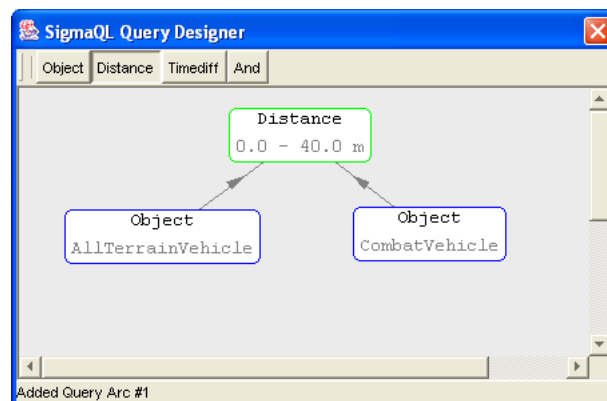 SigmaQL Query Designer
Object Distance Timediff And
Distance
0.0 - 40.0 m
Object
AllTerrainVehicle
Object
CombatVehicle
Added Query Arc #1